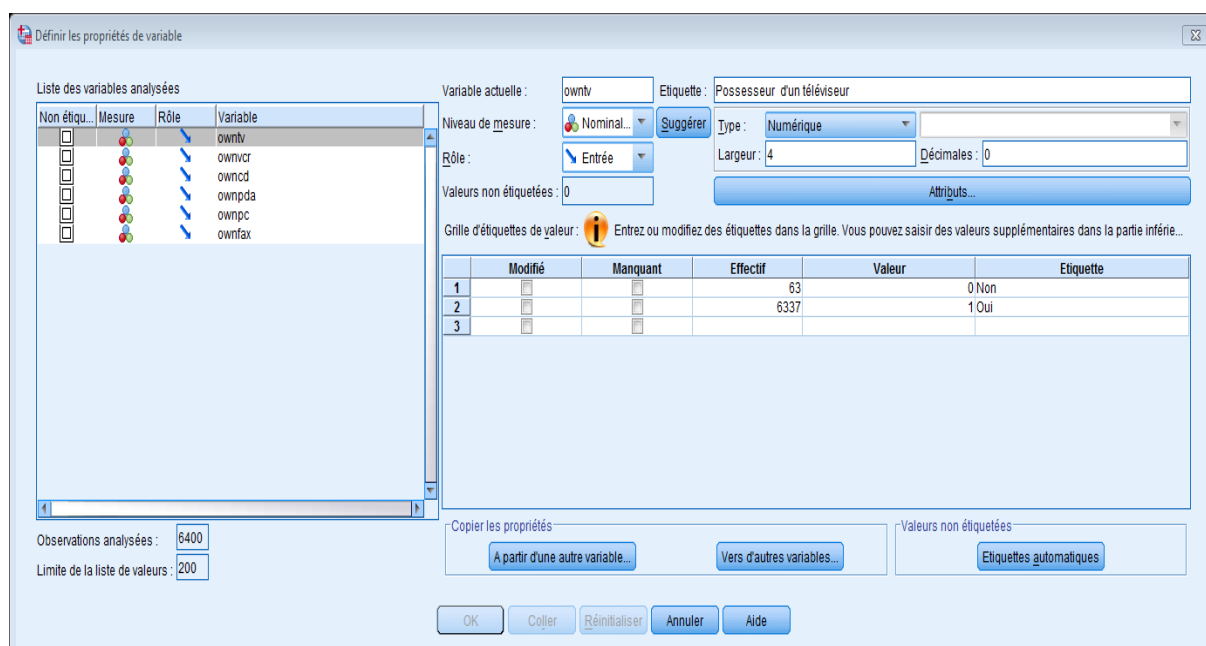 Définir les propriétés de variable
Liste des variables analysées
Non étiqu... Mesure Rôle Variable
owntv
ownvcr
owncd
ownpda
ownpc
ownfax
Observations analysées : 6400
Limite de la liste de valeurs : 200
Variable actuelle : owntv Etiquette : Possesseur d'un téléviseur
Niveau de mesure : Nominal... Suggérer Type : Numérique
Rôle : Entrée Largeur : 4 Décimales : 0
Valeurs non étiquetées : 0 Attributs...
Grille d'étiquettes de valeur : Entrez ou modifiez des étiquettes dans la grille. Vous pouvez saisir des valeurs supplémentaires dans la partie inférie...
Modifié Manquant Effectif Valeur Etiquette
1 63 0 Non
2 6337 1 Oui
3
Copier les propriétés Valeurs non étiquetées
A partir d'une autre variable... Vers d'autres variables... Etiquettes automatiques
OK Coller Réinitialiser Annuler Aide